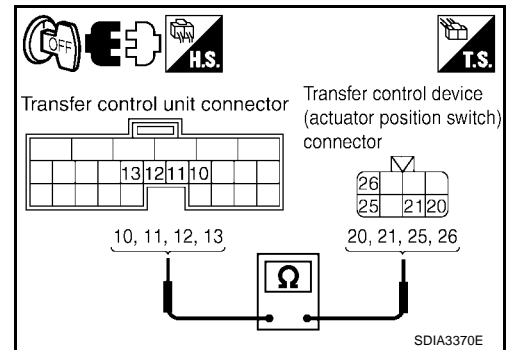 OFF
H.S.
T.S.
Transfer control unit connector
Transfer control device
(actuator position switch)
connector
13 12 11 10
26
25 21 20
10, 11, 12, 13
20, 21, 25, 26
Ω
SDIA3370E